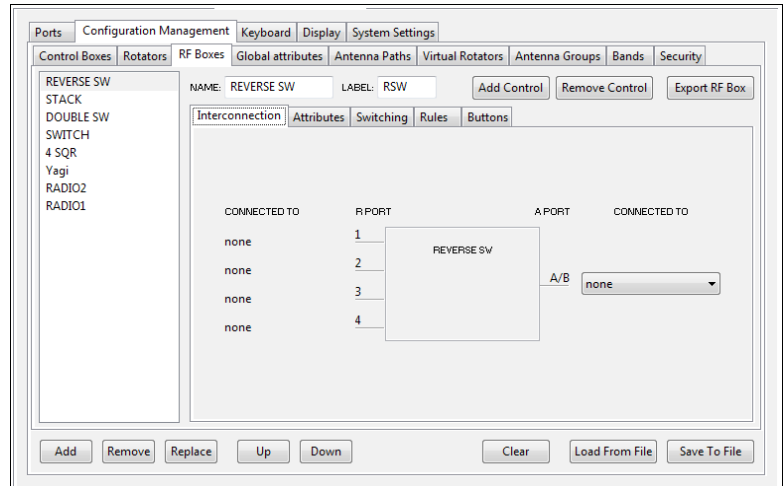 Ports Configuration Management Keyboard Display System Settings
Control Boxes Rotators RF Boxes Global attributes Antenna Paths Virtual Rotators Antenna Groups Bands Security
REVERSE SW
STACK
DOUBLE SW
SWITCH
4 SQR
Yagi
RADIO2
RADIO1
NAME: REVERSE SW LABEL: RSW Add Control Remove Control Export RF Box
Interconnection Attributes Switching Rules Buttons
CONNECTED TO R PORT A PORT CONNECTED TO
none 1
REVERSE SW
none 2
A/B none
none 3
none 4
Add Remove Replace Up Down Clear Load From File Save To File